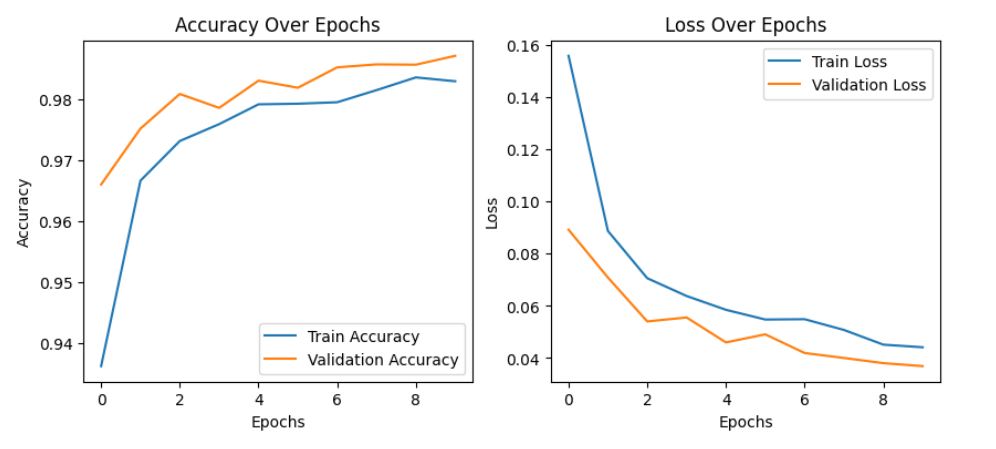 Accuracy Over Epochs
0.98
0.97
0.96
0.95
0.94
Accuracy
Train Accuracy
Validation Accuracy
0 2 4 6 8
Epochs
Loss Over Epochs
0.16
0.14
0.12
0.10
0.08
0.06
0.04
Loss
Train Loss
Validation Loss
0 2 4 6 8
Epochs